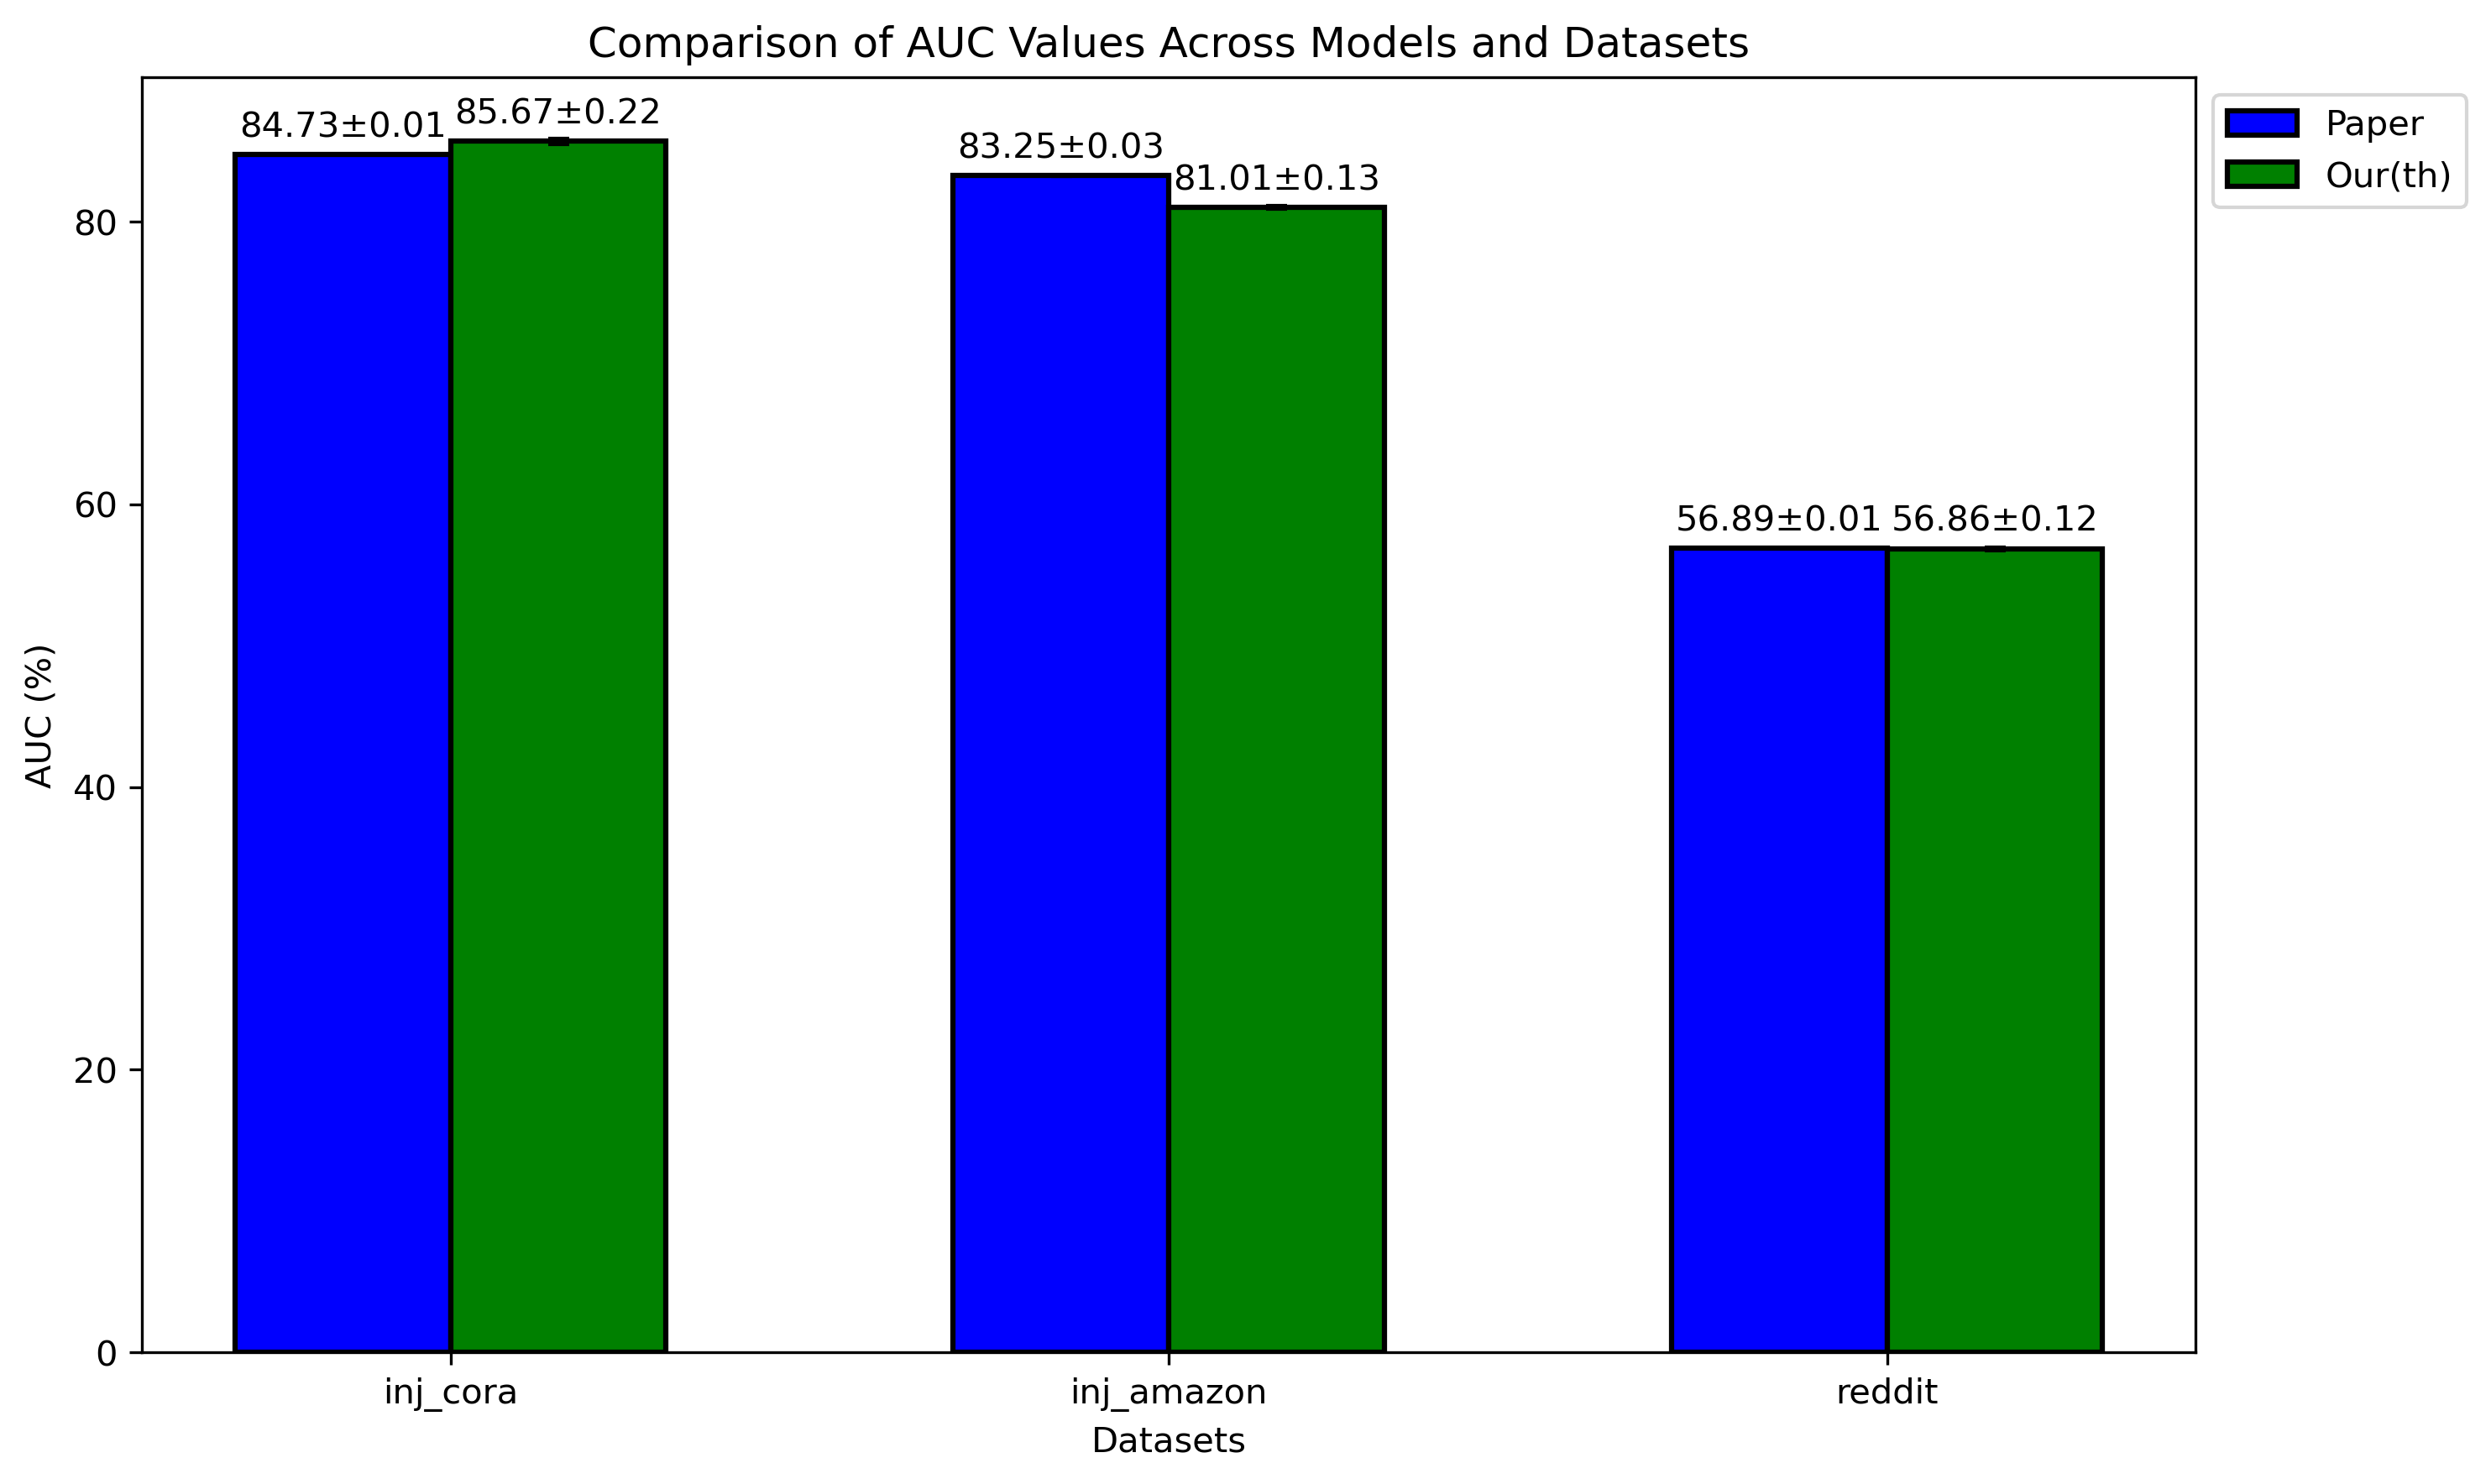 Comparison of AUC Values Across Models and Datasets
84.73±0.01
85.67±0.22
83.25±0.03
81.01±0.13
56.89±0.01
56.86±0.12
Paper
Our(th)
AUC (%)
80
60
40
20
0
inj_cora
inj_amazon
reddit
Datasets